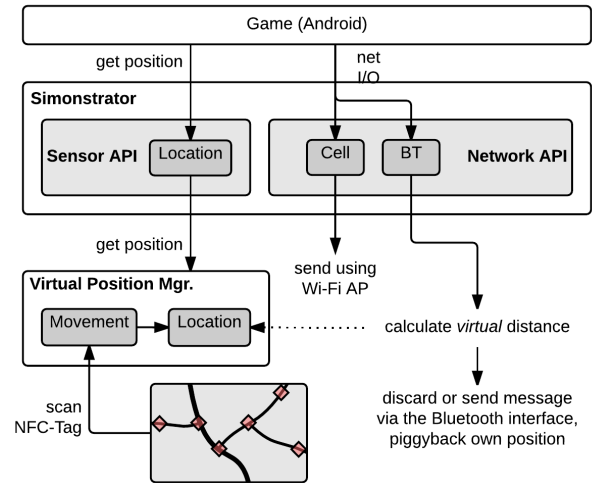 Game (Android)
get position
net
I/O
Simonstrator
Sensor API
Location
Cell
BT
Network API
get position
send using
Wi-Fi AP
Virtual Position Mgr.
Movement
Location
calculate virtual distance
scan
NFC-Tag
discard or send message
via the Bluetooth interface,
piggyback own position